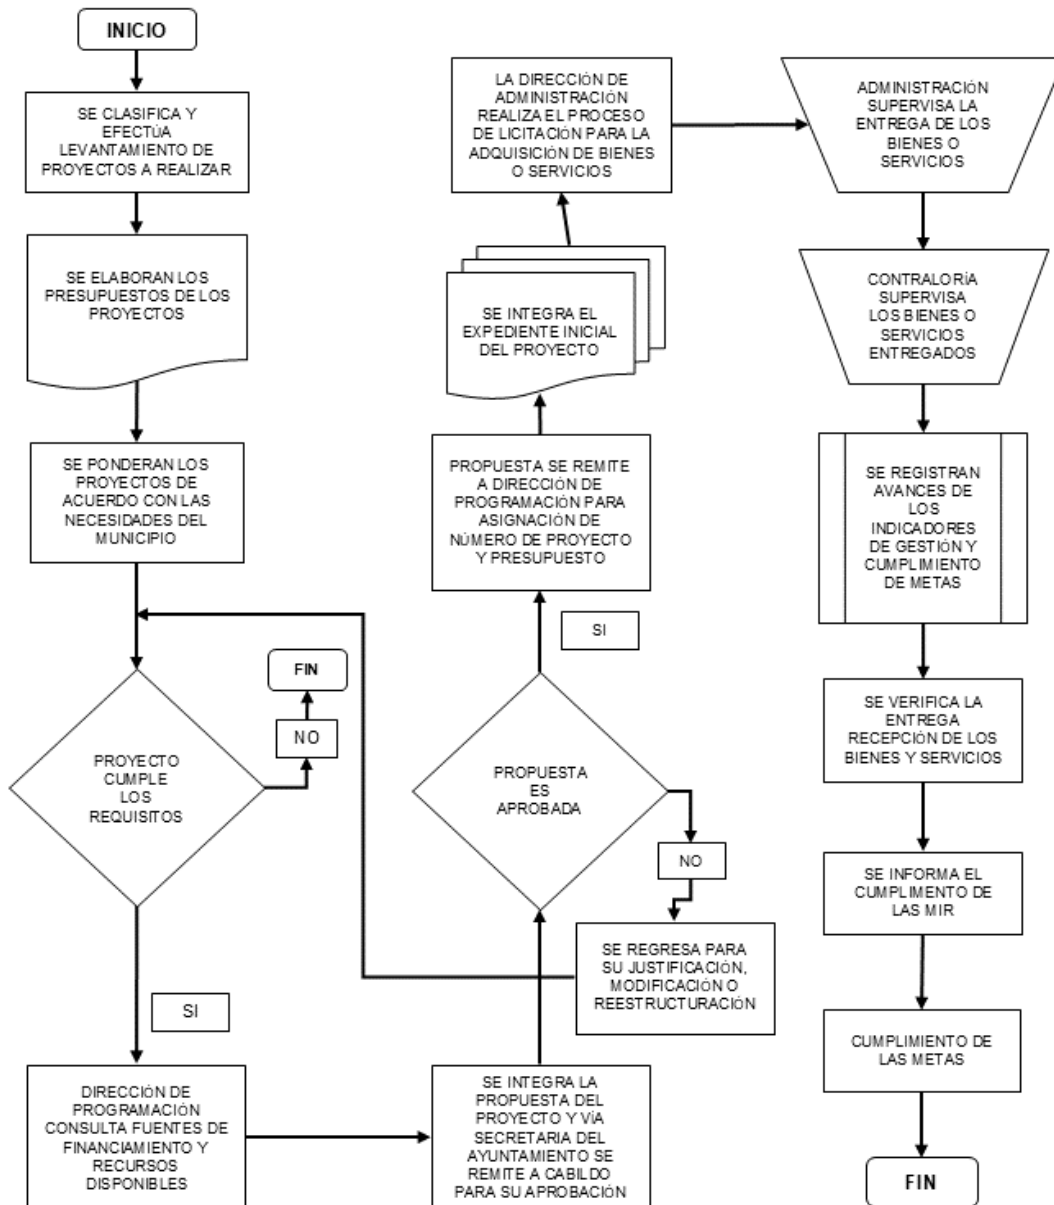 INICIO
SE CLASIFICA Y
EFECTÚA
LEVANTAMIENTO DE
PROYECTOS A REALIZAR
SE ELABORAN LOS
PRESUPUESTOS DE LOS
PROYECTOS
SE PONDERAN LOS
PROYECTOS DE
ACUERDO CON LAS
NECESIDADES DEL
MUNICIPIO
PROYECTO
CUMPLE
LOS
REQUISITOS
NO
FIN
SI
DIRECCIÓN DE
PROGRAMACIÓN
CONSULTA FUENTES DE
FINANCIAMIENTO Y
RECURSOS
DISPONIBLES
SE INTEGRA LA
PROPUESTA DEL
PROYECTO Y VÍA
SECRETARIA DEL
AYUNTAMIENTO SE
REMITE A CABILDO
PARA SU APROBACIÓN
PROPUESTA
ES
APROBADA
NO
SE REGRESA PARA
SU JUSTIFICACIÓN,
MODIFICACIÓN O
REESTRUCTURACIÓN
SI
PROPUESTA SE REMITE
A DIRECCIÓN DE
PROGRAMACIÓN PARA
ASIGNACIÓN DE
NÚMERO DE PROYECTO
Y PRESUPUESTO
SE INTEGRA EL
EXPEDIENTE INICIAL
DEL PROYECTO
LA DIRECCIÓN DE
ADMINISTRACIÓN
REALIZA EL PROCESO
DE LICITACIÓN PARA LA
ADQUISICIÓN DE BIENES
O SERVICIOS
ADMINISTRACIÓN
SUPERVISA LA
ENTREGA DE LOS
BIENES O
SERVICIOS
CONTRALORÍA
SUPERVISA
LOS BIENES O
SERVICIOS
ENTREGADOS
SE REGISTRAN
AVANCES DE
LOS
INDICADORES
DE GESTIÓN Y
CUMPLIMIENTO
DE METAS
SE VERIFICA LA
ENTREGA
RECEPCIÓN DE LOS
BIENES Y SERVICIOS
SE INFORMA EL
CUMPLIMENTO DE
LAS MIR
CUMPLIMIENTO DE
LAS METAS
FIN